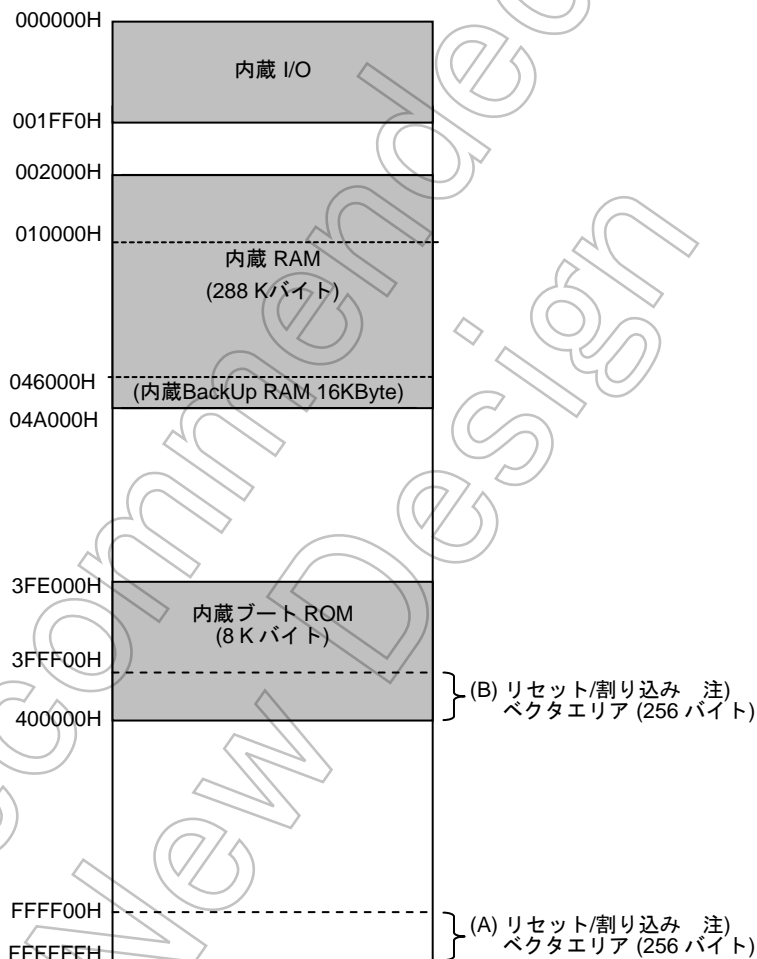 000000H
内蔵 I/O
001FF0H
002000H
010000H
内蔵 RAM
(288 Kバイト)
046000H
(内蔵BackUp RAM 16KByte)
04A000H
3FE000H
内蔵ブート ROM
(8 K バイト)
3FFF00H
(B) リセット/割り込み 注)
ベクタエリア (256 バイト)
400000H
FFFF00H
(A) リセット/割り込み 注)
ベクタエリア (256 バイト)
FFFFFFH